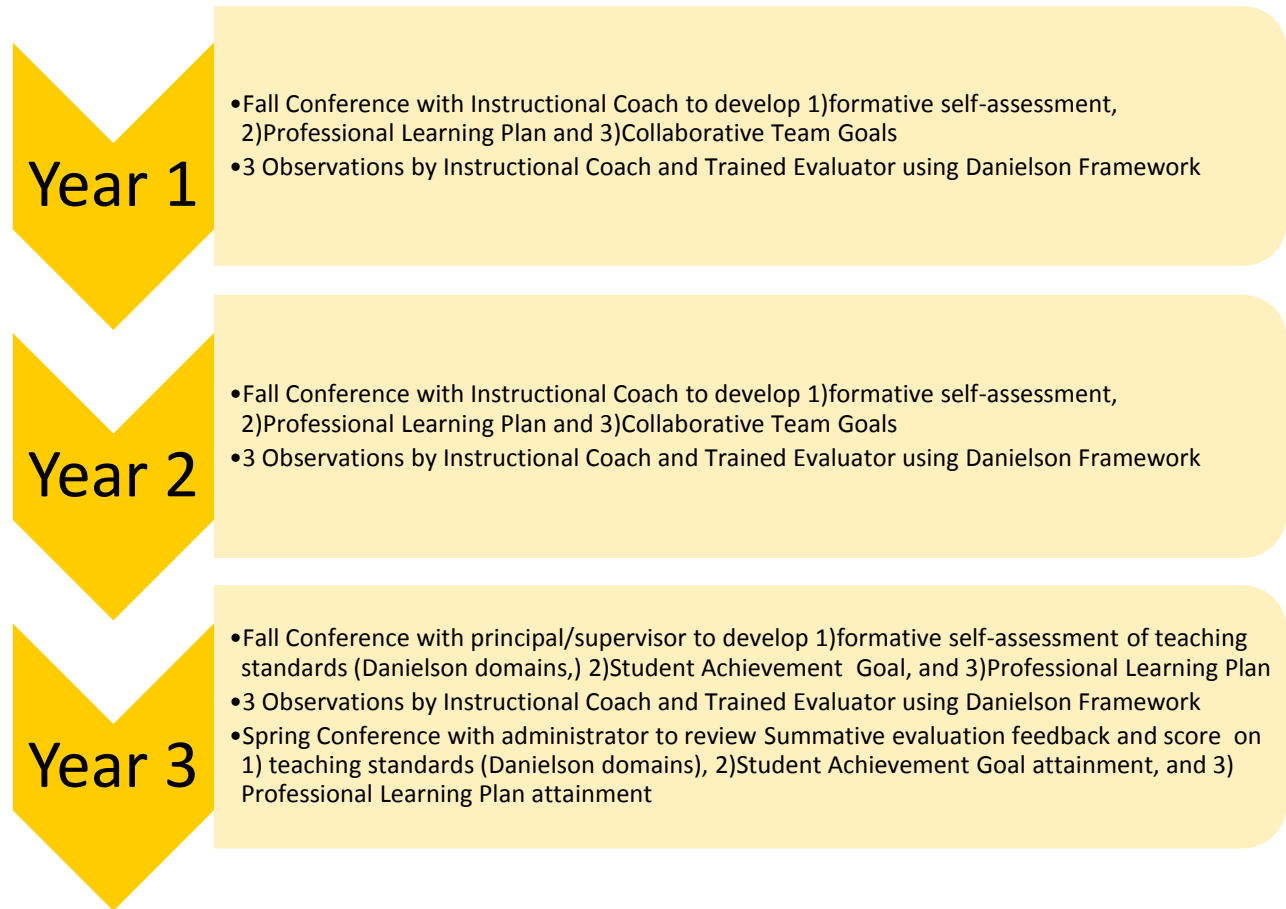 Year 1
•Fall Conference with Instructional Coach to develop 1)formative self-assessment,
2)Professional Learning Plan and 3)Collaborative Team Goals
•3 Observations by Instructional Coach and Trained Evaluator using Danielson Framework
Year 2
•Fall Conference with Instructional Coach to develop 1)formative self-assessment,
2)Professional Learning Plan and 3)Collaborative Team Goals
•3 Observations by Instructional Coach and Trained Evaluator using Danielson Framework
Year 3
•Fall Conference with principal/supervisor to develop 1)formative self-assessment of teaching
standards (Danielson domains,) 2)Student Achievement  Goal, and 3)Professional Learning Plan
•3 Observations by Instructional Coach and Trained Evaluator using Danielson Framework
•Spring Conference with administrator to review Summative evaluation feedback and score  on
1) teaching standards (Danielson domains), 2)Student Achievement Goal attainment, and 3)
Professional Learning Plan attainment